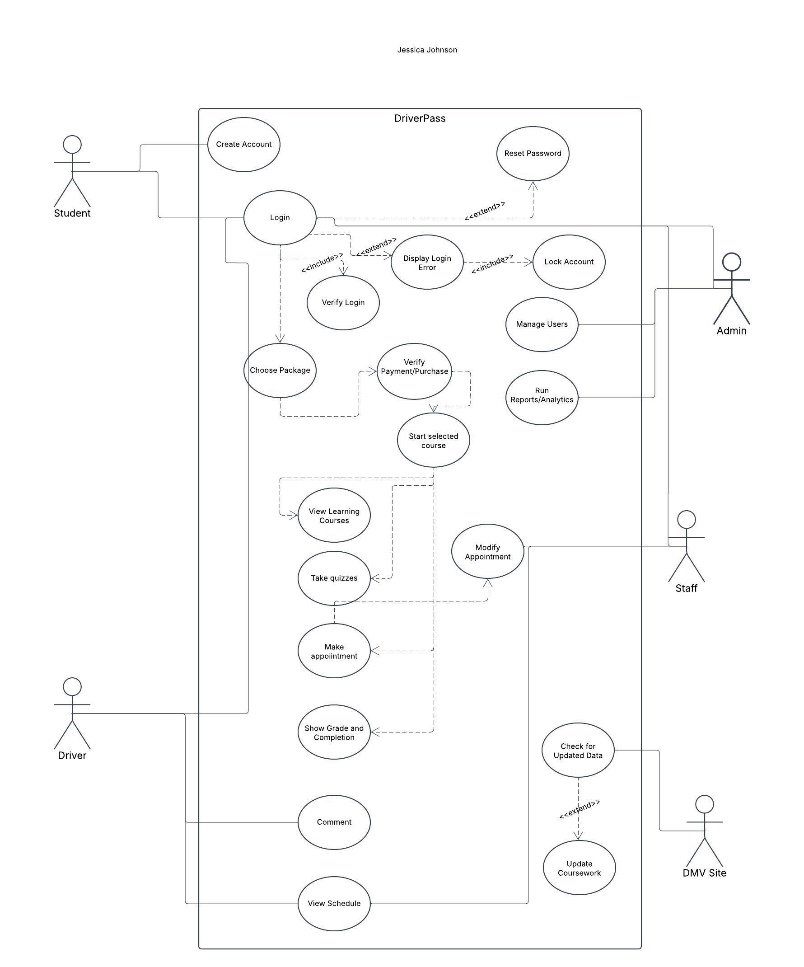 Jessica Johnson
DriverPass
Create Account
Reset Password
Student
Login
<<extend>>
<<extend>>
Display Login
Error
<<include>>
<<include>>
Lock Account
Verify Login
Manage Users
Admin
Choose Package
Verify
Payment/Purchase
Run
Reports/Analytics
Start selected
course
View Learning
Courses
Modify
Appointment
Take quizzes
Staff
Make
appoiintment
Show Grade and
Completion
Driver
Check for
Updated Data
<<extend>>
Comment
Update
Coursework
DMV Site
View Schedule